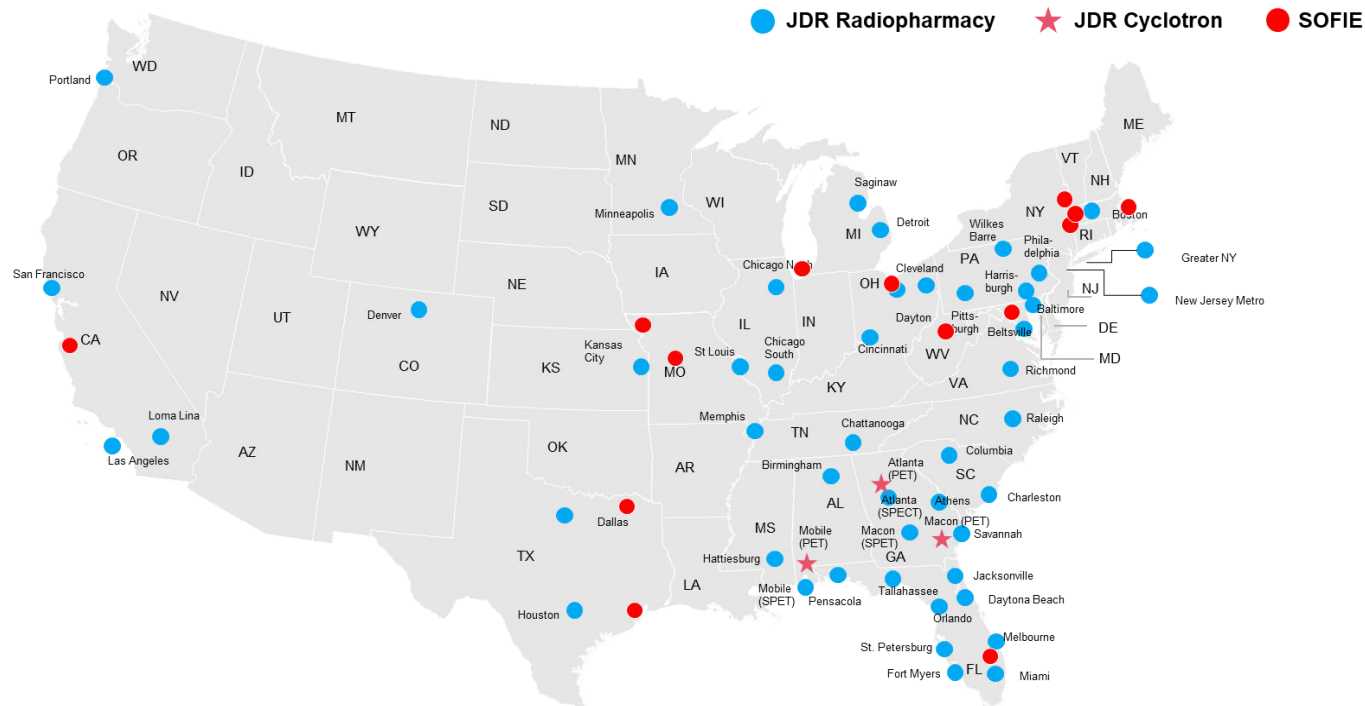 JDR Radiopharmacy
JDR Cyclotron
SOFIE
Portland
WD
MT
ND
MN
ME
VT
NH
OR
ID
SD
WI
Saginaw
Minneapolis
Detroit
MI
NY
Boston
RI
WY
Wilkes
Barre
Phila-
delphia
PA
Greater NY
San Francisco
NV
NE
IA
Chicago North
OH
Cleveland
Harris-
burgh
NJ
New Jersey Metro
CA
UT
Denver
CO
KS
Kansas
City
MO
St Louis
IL
IN
Chicago
South
Dayton
Pitts-
burgh
Baltimore
Beltsville
DE
MD
Cincinnati
WV
VA
Richmond
KY
Loma Lina
Las Angeles
AZ
NM
OK
AR
Memphis
TN
Chattanooga
NC
Raleigh
Columbia
SC
Birmingham
AL
Atlanta
(PET)
Atlanta
(SPECT)
Athens
Charleston
Dallas
TX
MS
Mobile
(PET)
Macon
(SPET)
Macon (PET)
Savannah
GA
Hattiesburg
LA
Mobile
(SPET)
Pensacola
Tallahassee
Jacksonville
Daytona Beach
Orlando
Houston
Melbourne
St. Petersburg
Fort Myers
FL
Miami